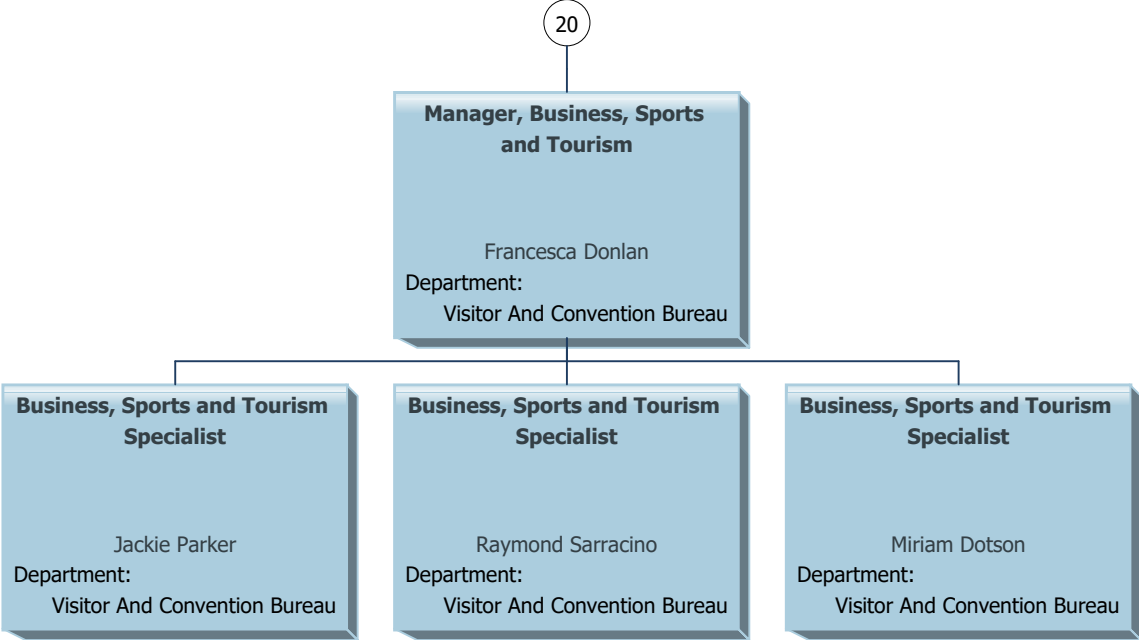 20
Manager, Business, Sports
and Tourism
Francesca Donlan
Department:
Visitor And Convention Bureau
Business, Sports and Tourism
Specialist
Jackie Parker
Department:
Visitor And Convention Bureau
Business, Sports and Tourism
Specialist
Raymond Sarracino
Department:
Visitor And Convention Bureau
Business, Sports and Tourism
Specialist
Miriam Dotson
Department:
Visitor And Convention Bureau